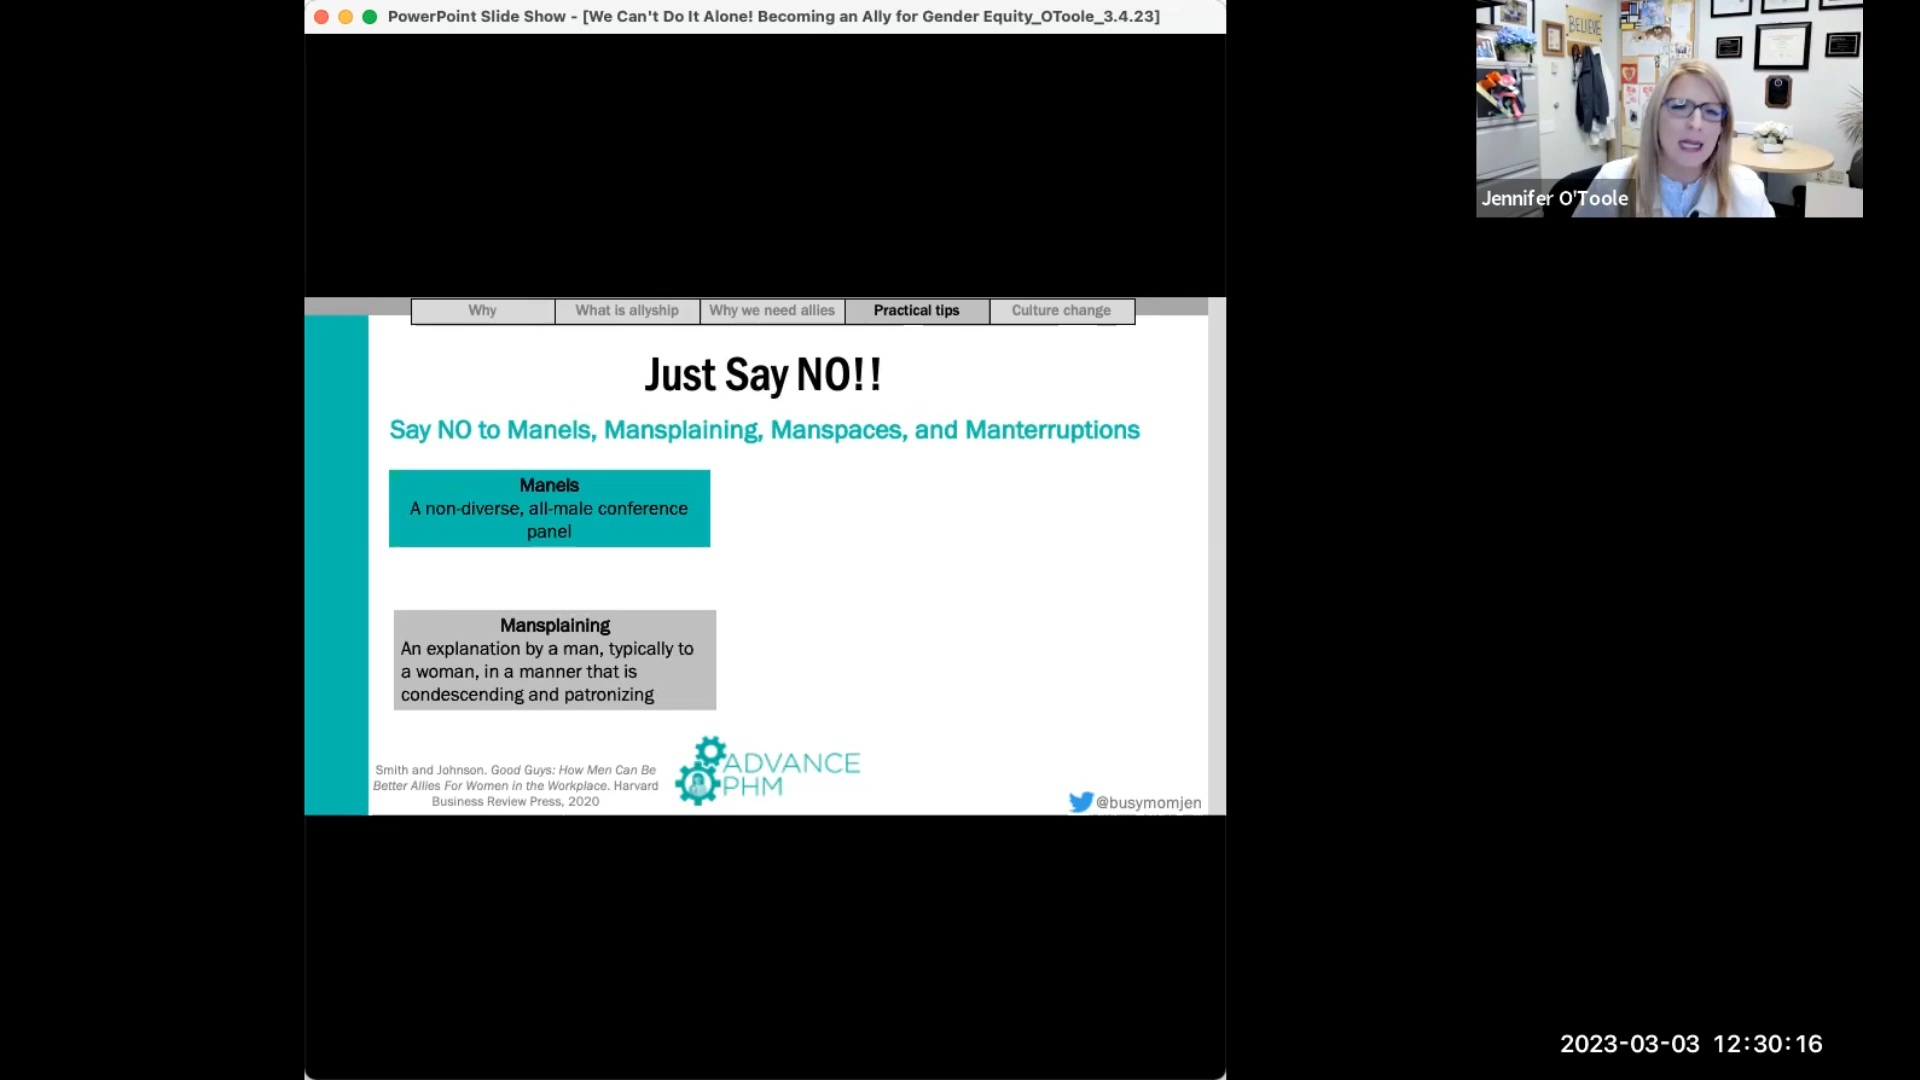 PowerPoint Slide Show - [We Can't Do It Alone! Becoming an Ally for Gender Equity_OToole_3.4.23]
BELIEVE
Jennifer O'Toole
Why
What is allyship
Why we need allies
Practical tips
Culture change
Just Say NO!!
Say NO to Manels, Mansplaining, Manspaces, and Manterruptions
Manels
A non-diverse, all-male conference
panel
Mansplaining
An explanation by a man, typically to
a woman, in a manner that is
condescending and patronizing
Smith and Johnson. Good Guys: How Men Can Be
Better Allies For Women in the Workplace. Harvard
Business Review Press, 2020
ADVANCE
PHM
@busymomjen
2023-03-03 12:30:16